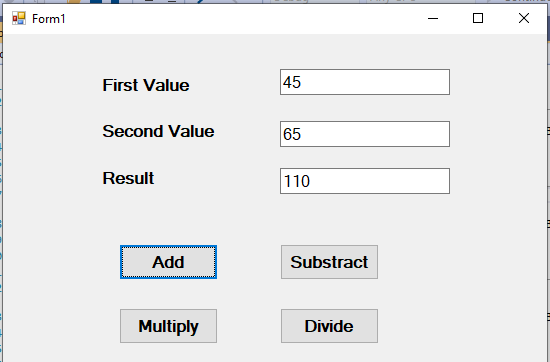 Form1
First Value 45
Second Value 65
Result 110
Add Substract
Multiply Divide